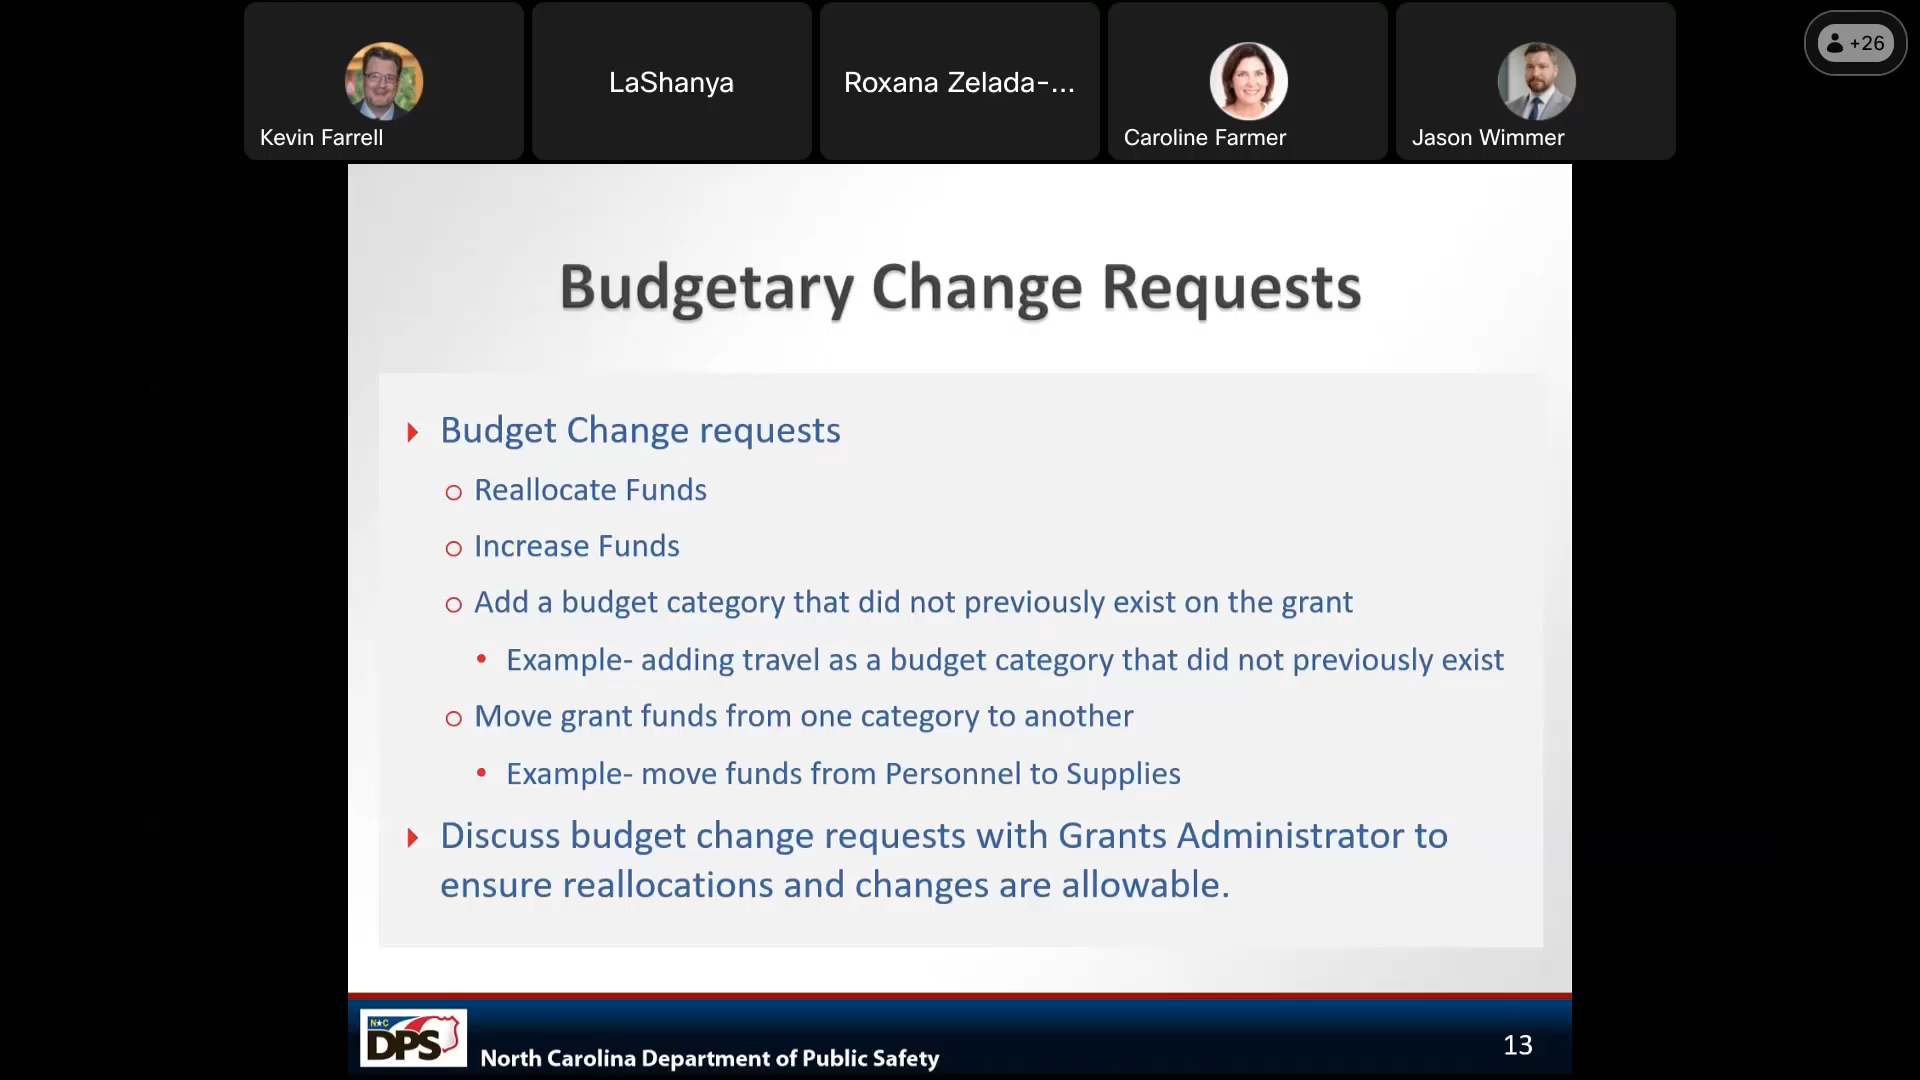 +26
LaShanya
Roxana Zelada-...
Kevin Farrell
Caroline Farmer
Jason Wimmer
Budgetary Change Requests
Budget Change requests
Reallocate Funds
Increase Funds
Add a budget category that did not previously exist on the grant
Example- adding travel as a budget category that did not previously exist
Move grant funds from one category to another
Example- move funds from Personnel to Supplies
Discuss budget change requests with Grants Administrator to
ensure reallocations and changes are allowable.
N★C
DPS
North Carolina Department of Public Safety
13